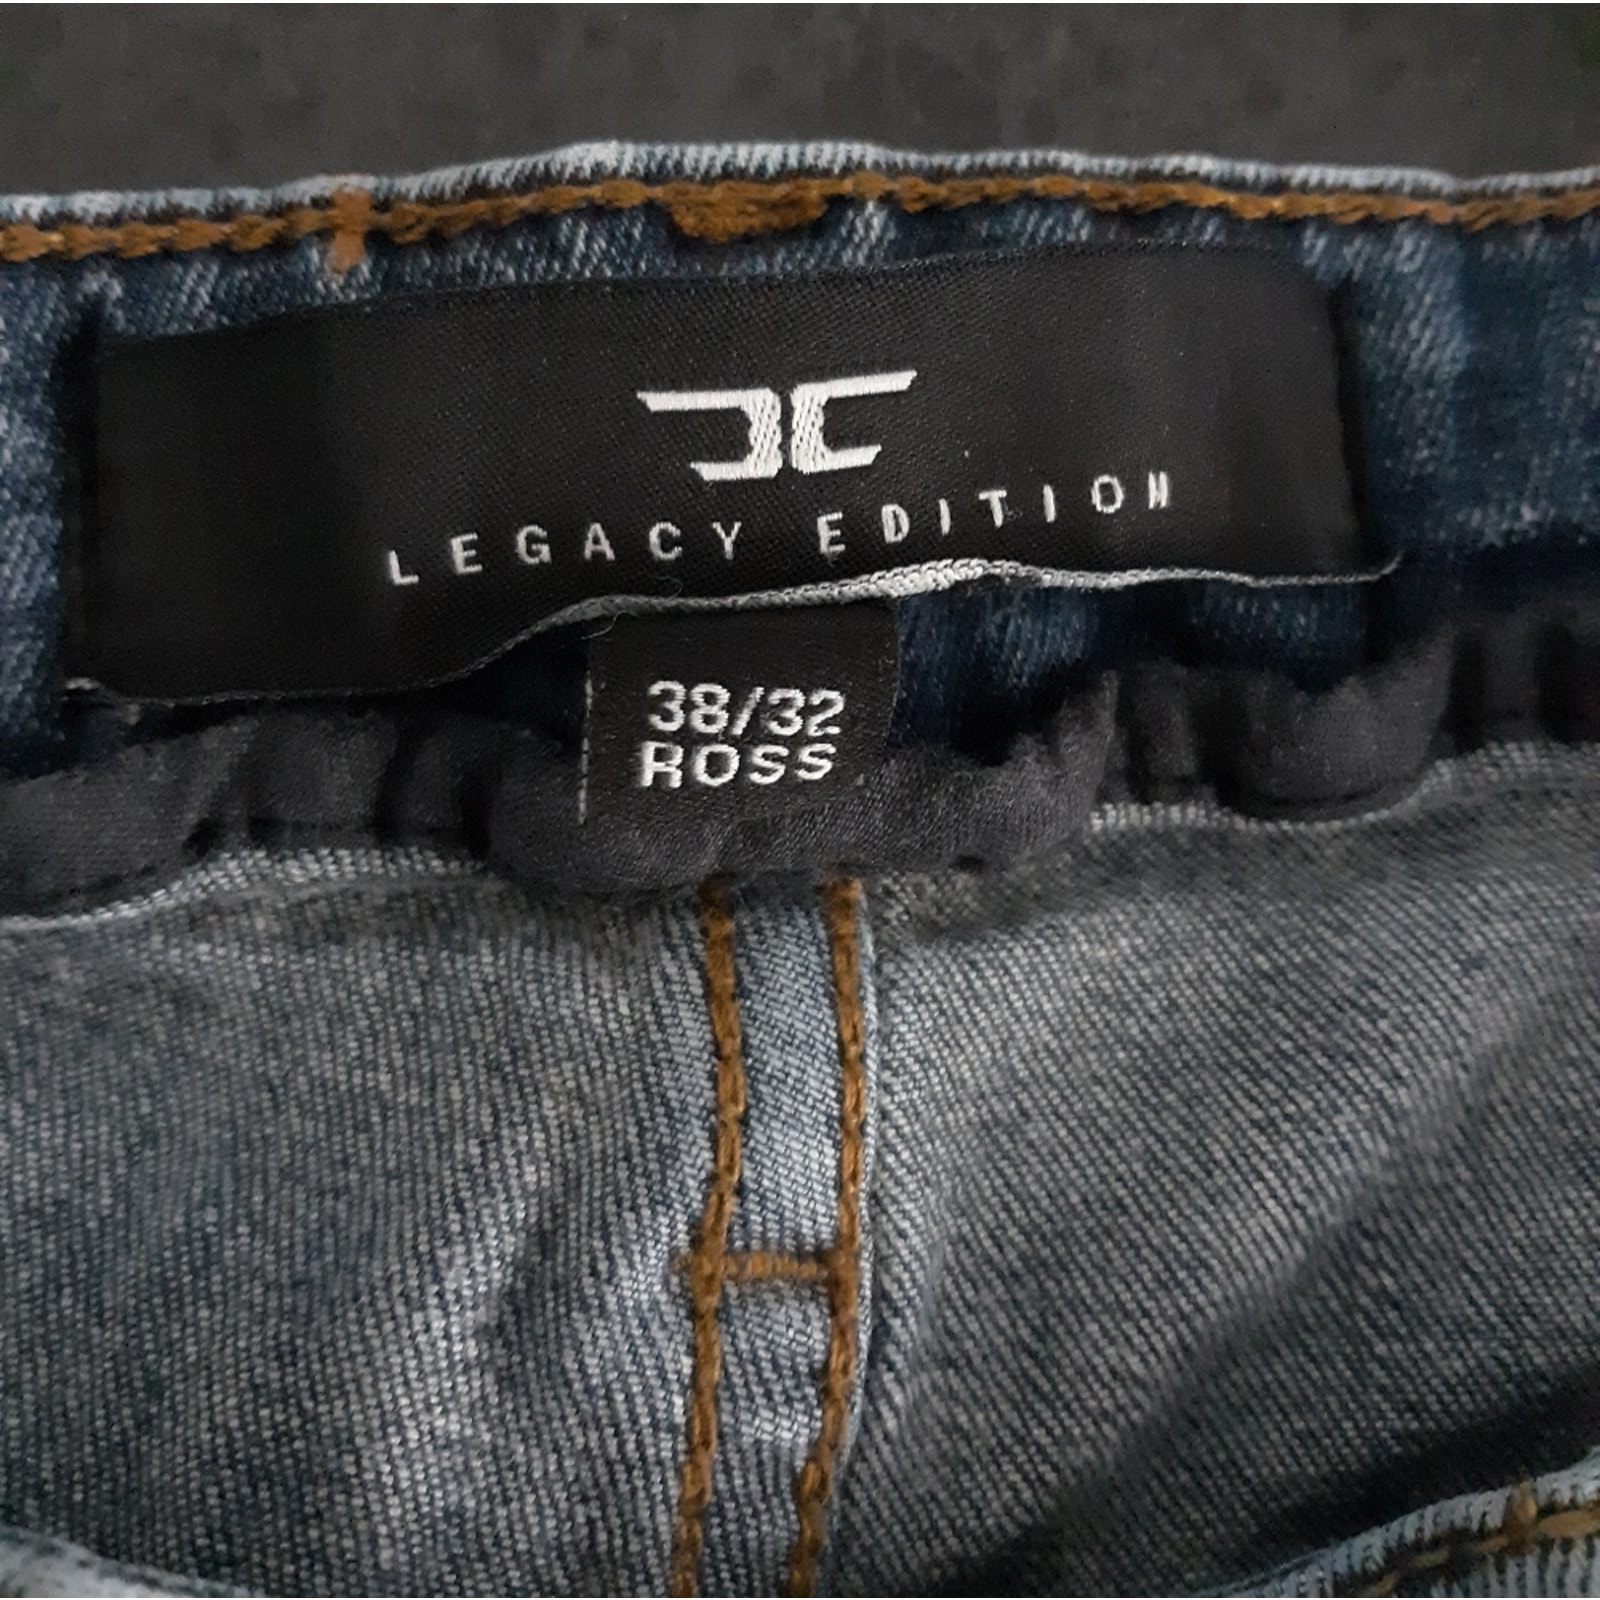 LEGACY EDITION
38/32
ROSS